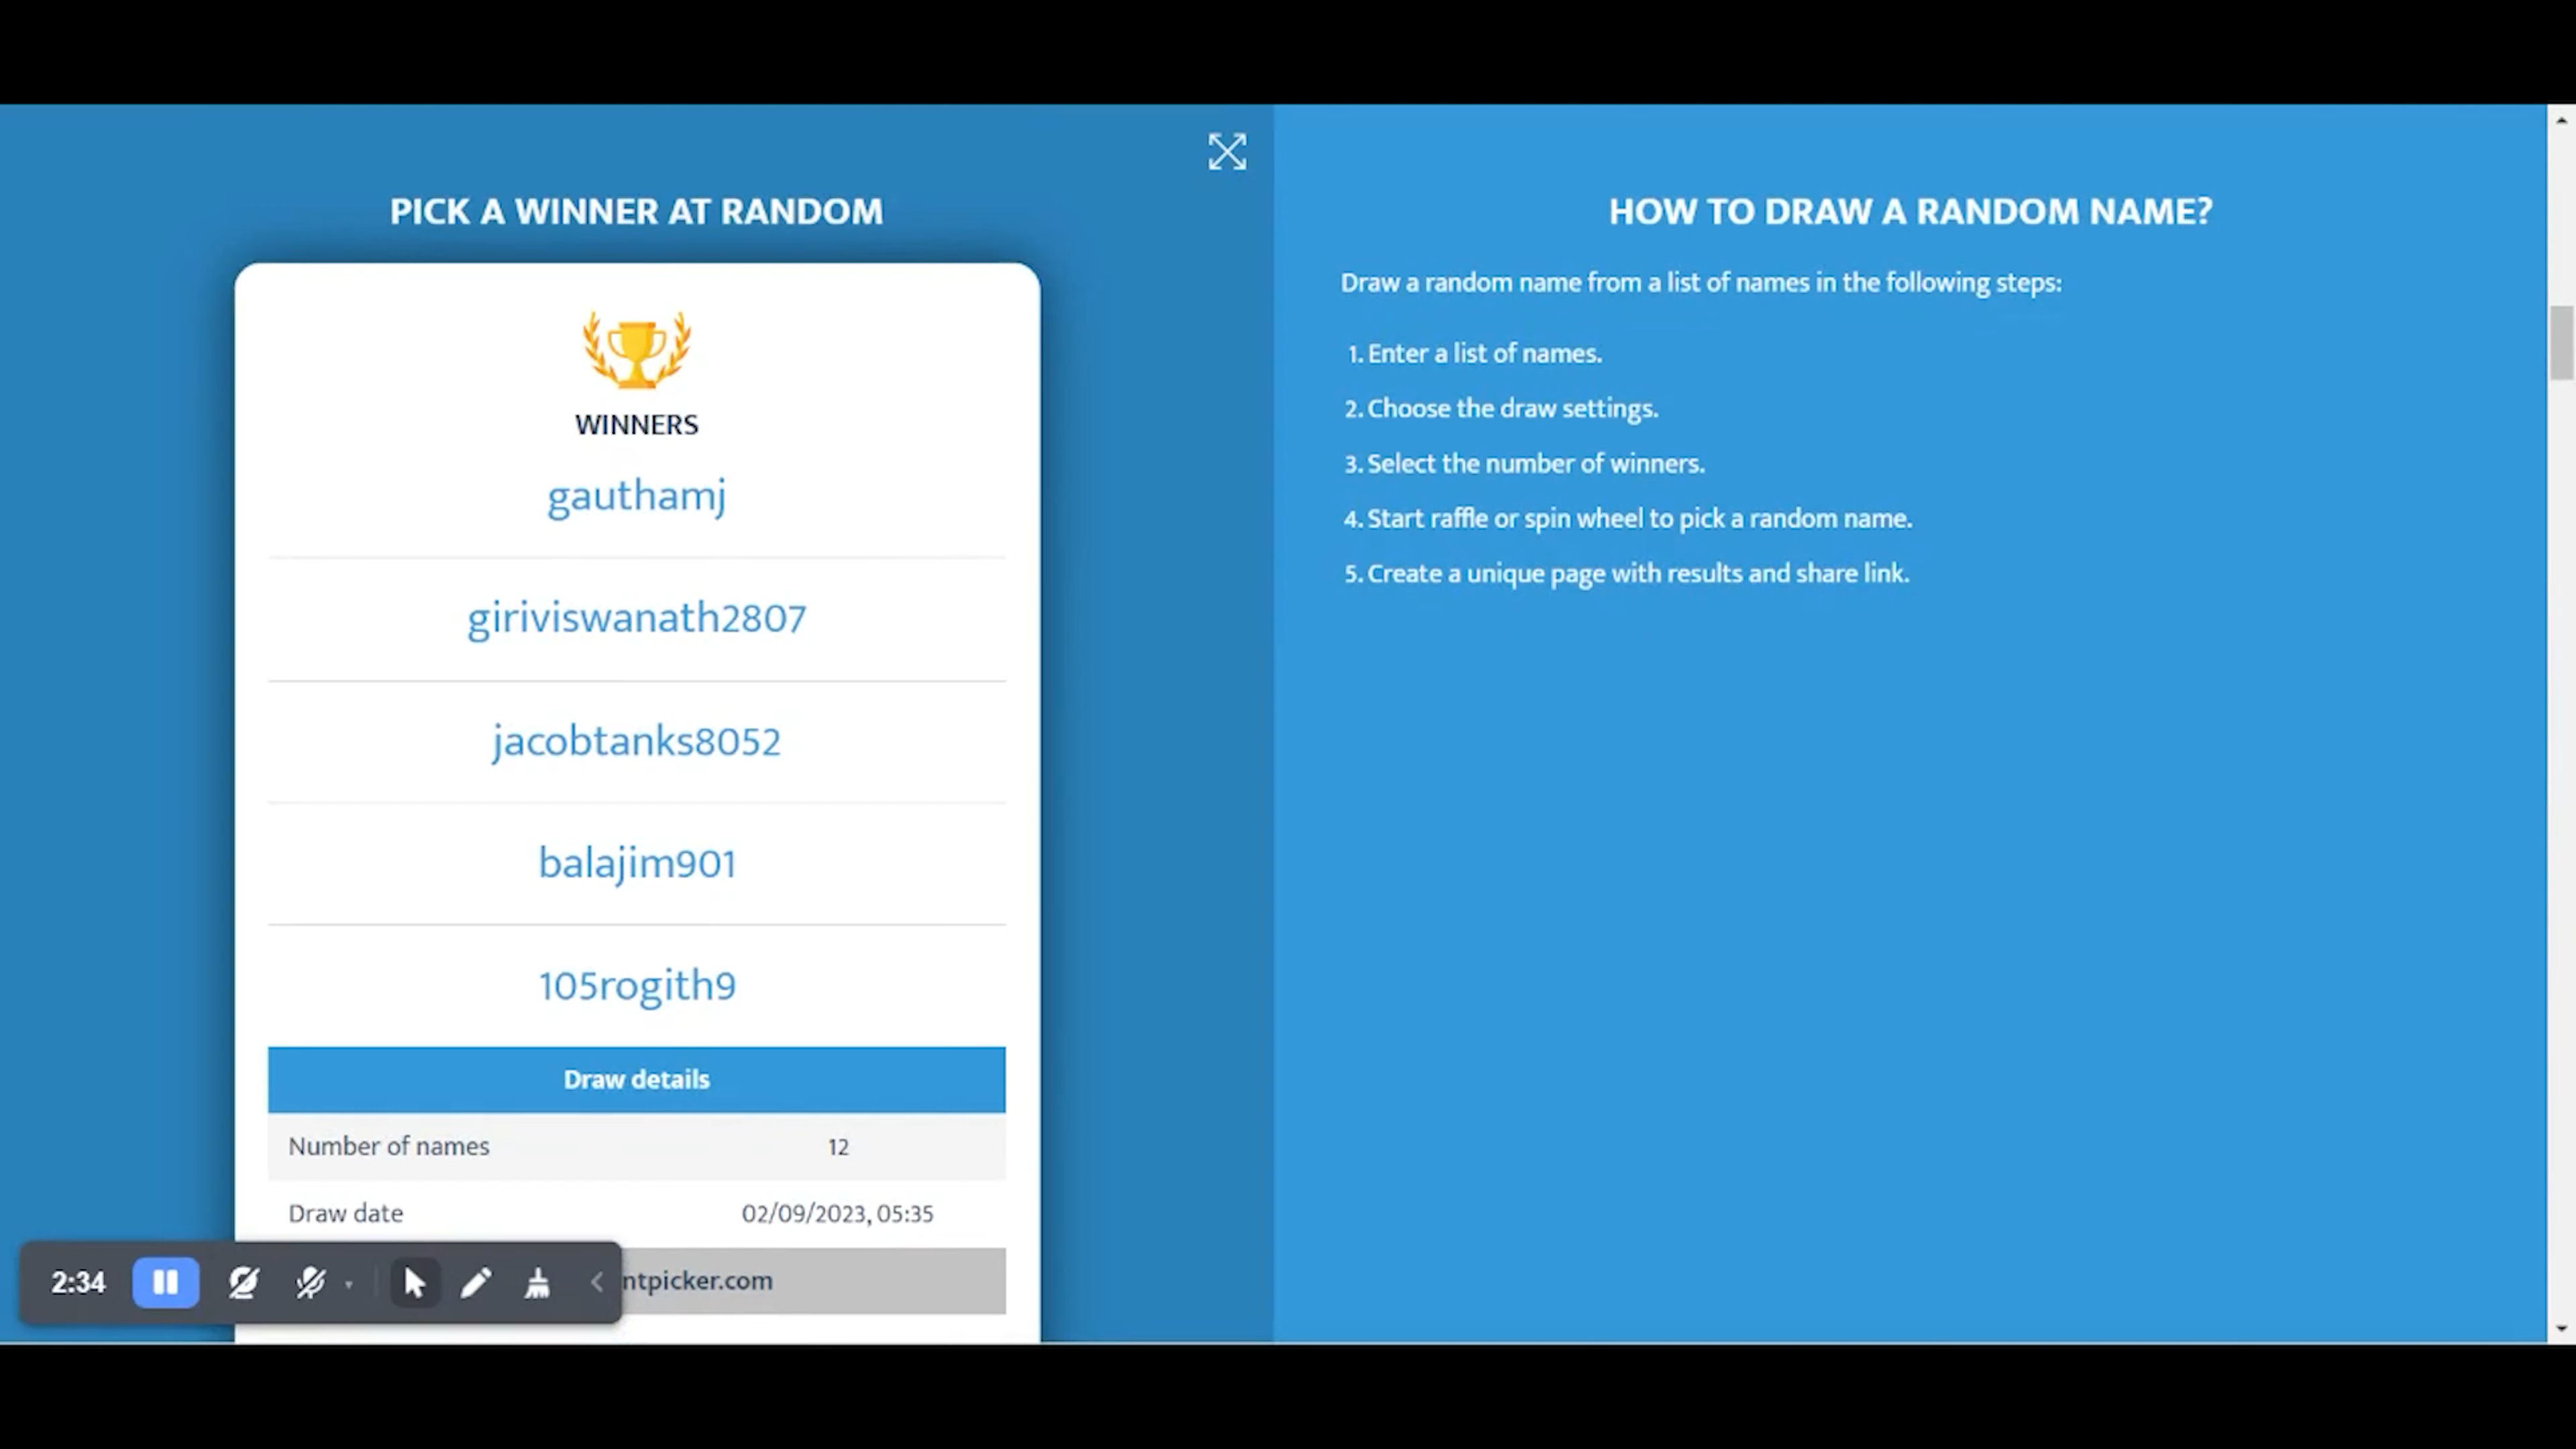 PICK A WINNER AT RANDOM
WINNERS
gauthamj
giriviswanath2807
jacobtanks8052
balajim901
105rogith9
Draw details
Number of names 12
Draw date 02/09/2023, 05:35
ntpicker.com
2:34
HOW TO DRAW A RANDOM NAME?
Draw a random name from a list of names in the following steps:
1. Enter a list of names.
2. Choose the draw settings.
3. Select the number of winners.
4. Start raffle or spin wheel to pick a random name.
5. Create a unique page with results and share link.